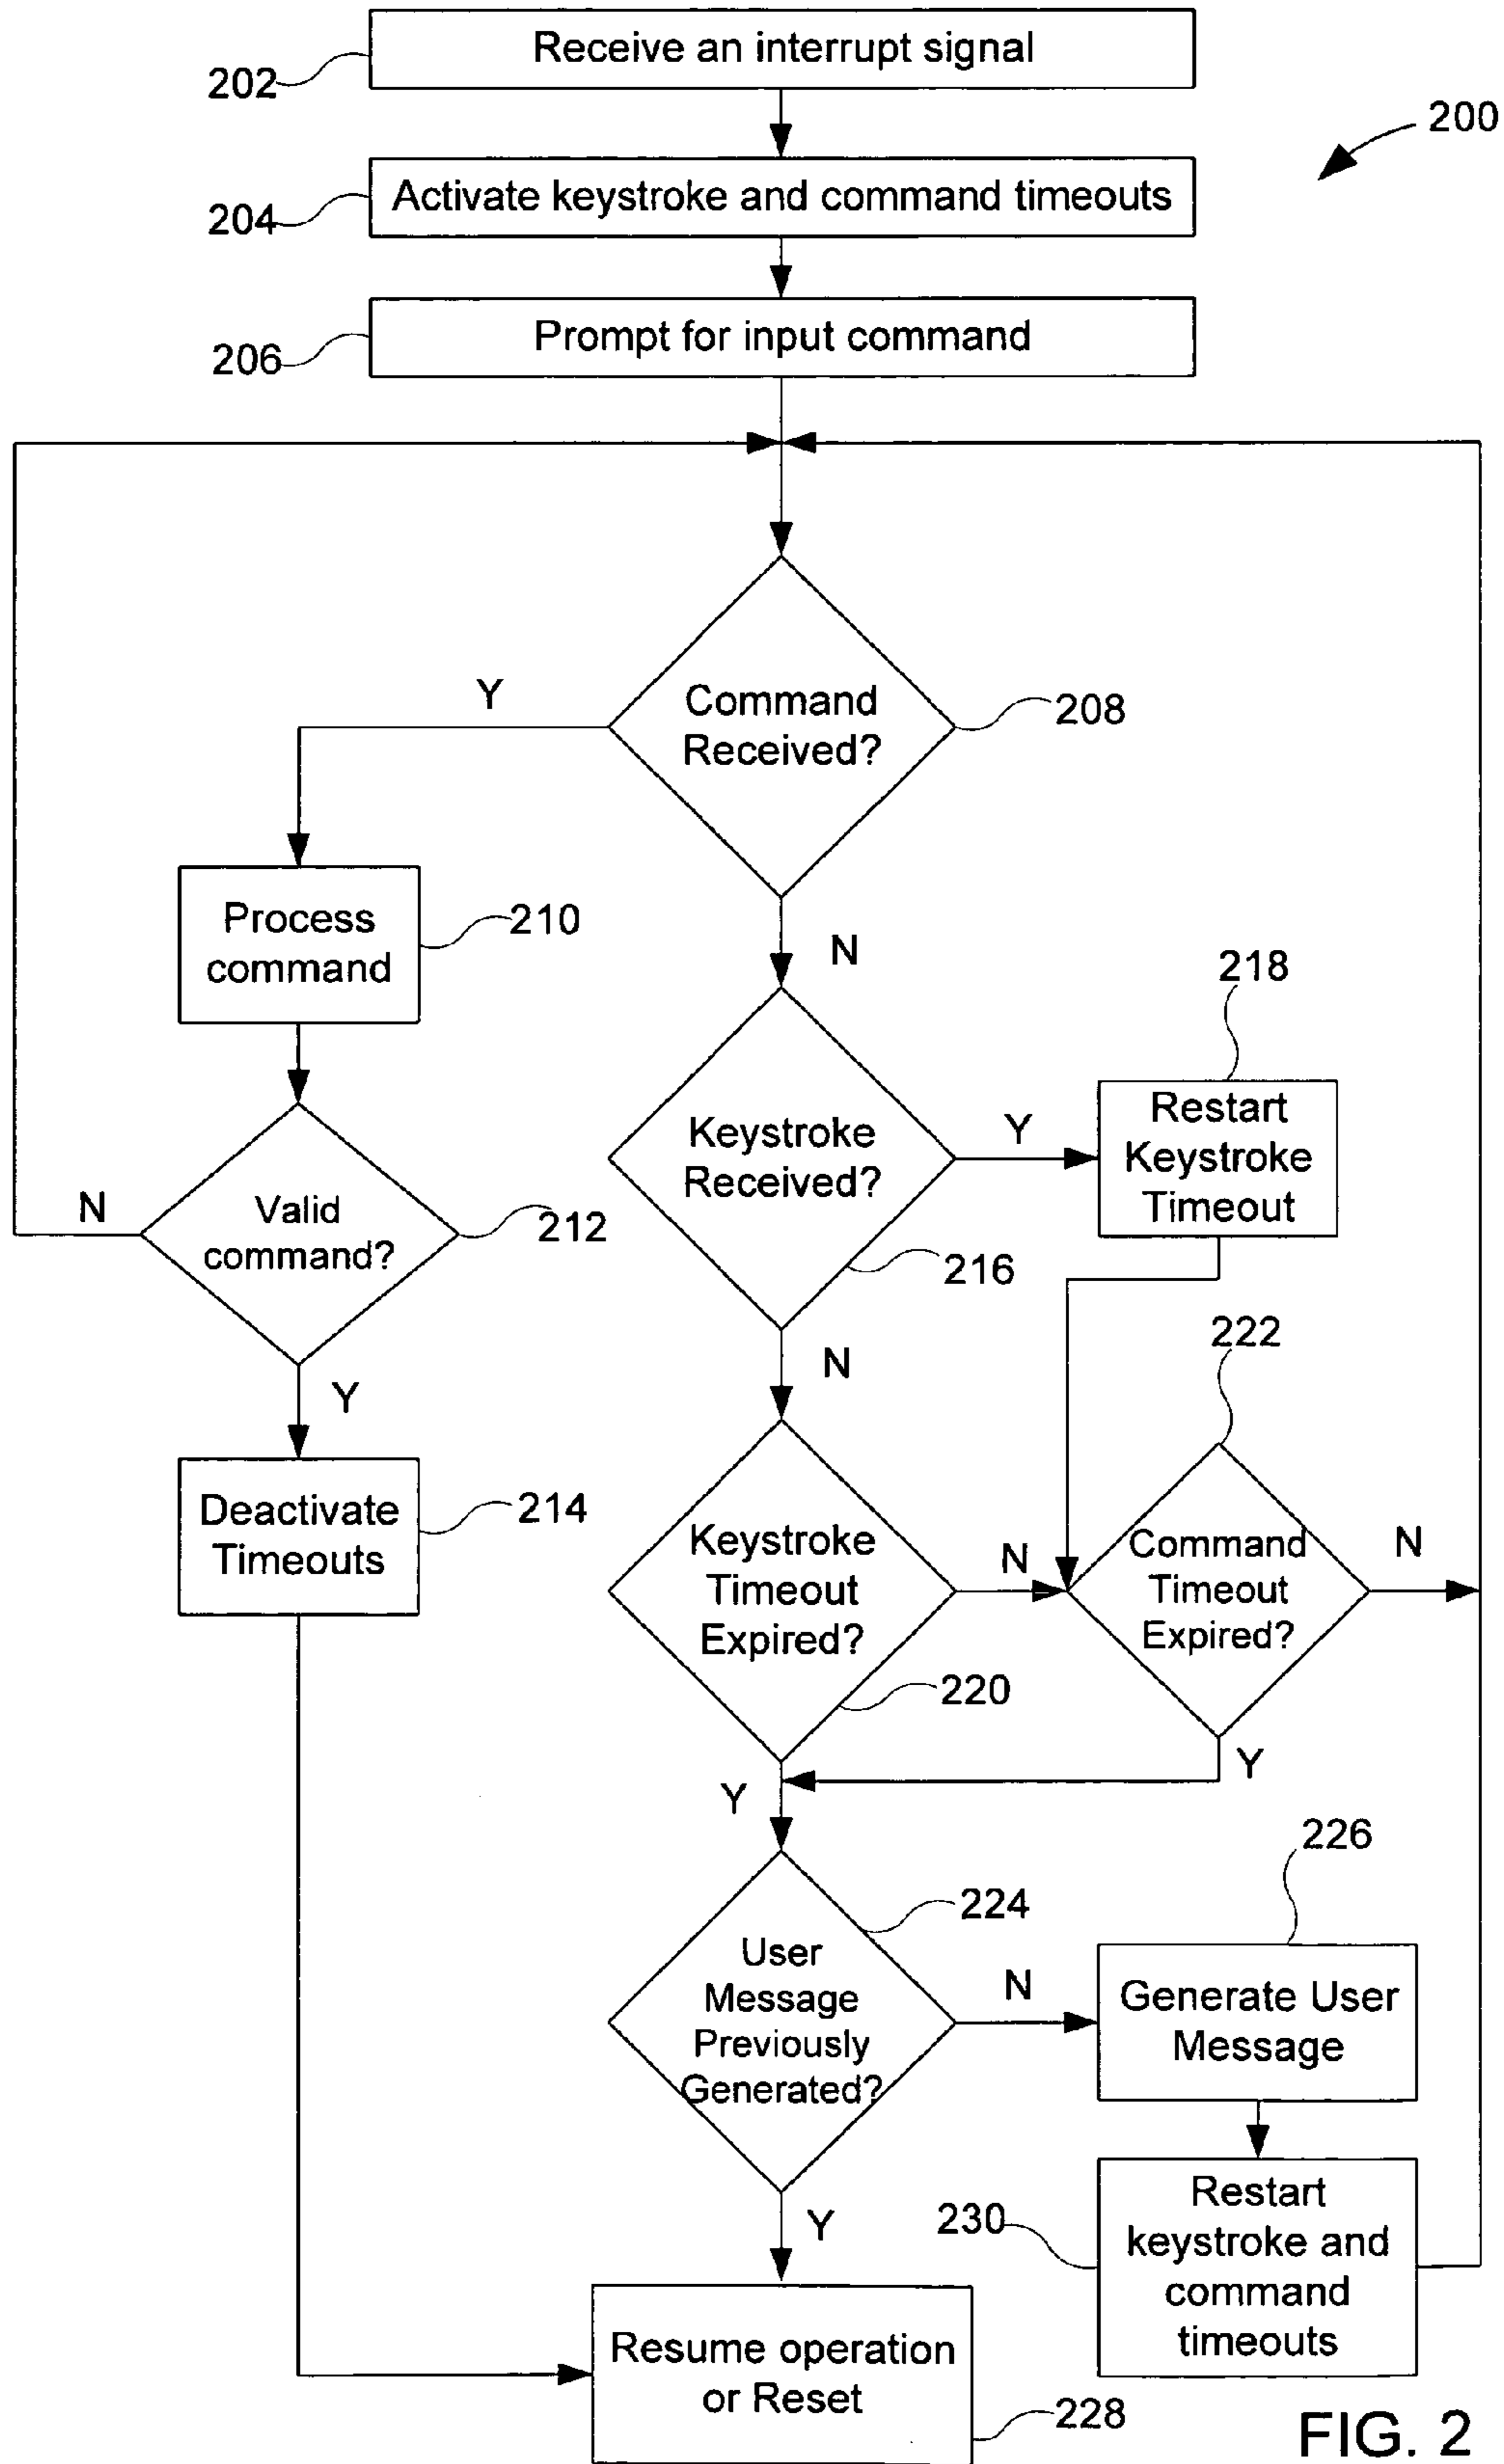 Receive an interrupt signal
202
200
Activate keystroke and command timeouts
204
Prompt for input command
206
Command
Received?
208
Y
N
Process
command
210
Valid
command?
212
N
Y
Deactivate
Timeouts
214
Keystroke
Received?
216
Y
N
218
Restart
Keystroke
Timeout
Keystroke
Timeout
Expired?
220
N
Y
222
Command
Timeout
Expired?
N
Y
User
Message
Previously
Generated?
224
N
Y
226
Generate User
Message
230
Restart
keystroke and
command
timeouts
Resume operation
or Reset
228
FIG. 2